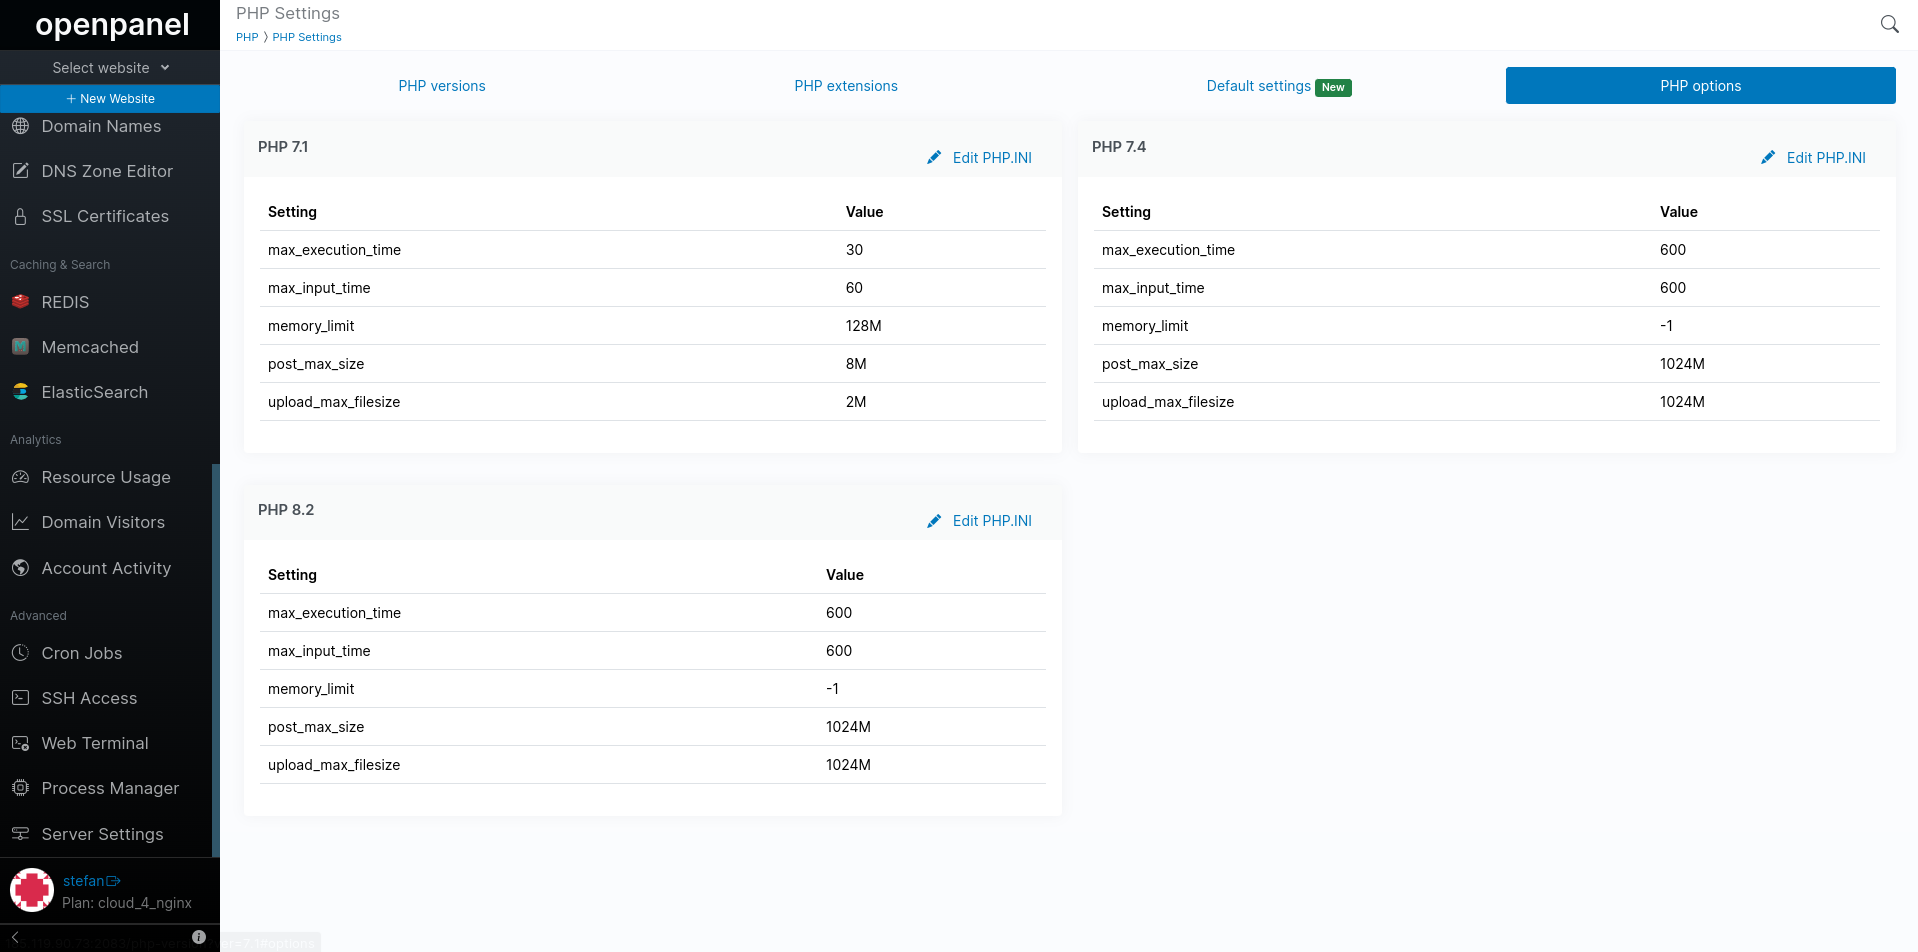 openpanel
Select website
+ New Website
Domain Names
DNS Zone Editor
SSL Certificates
Caching & Search
REDIS
Memcached
ElasticSearch
Analytics
Resource Usage
Domain Visitors
Account Activity
Advanced
Cron Jobs
SSH Access
Web Terminal
Process Manager
Server Settings
stefan
Plan: cloud_4_nginx
PHP Settings
PHP 〉 PHP Settings
PHP versions
PHP extensions
Default settings New
PHP options
PHP 7.1
Edit PHP.INI
Setting Value
max_execution_time 30
max_input_time 60
memory_limit 128M
post_max_size 8M
upload_max_filesize 2M
PHP 7.4
Edit PHP.INI
Setting Value
max_execution_time 600
max_input_time 600
memory_limit -1
post_max_size 1024M
upload_max_filesize 1024M
PHP 8.2
Edit PHP.INI
Setting Value
max_execution_time 600
max_input_time 600
memory_limit -1
post_max_size 1024M
upload_max_filesize 1024M